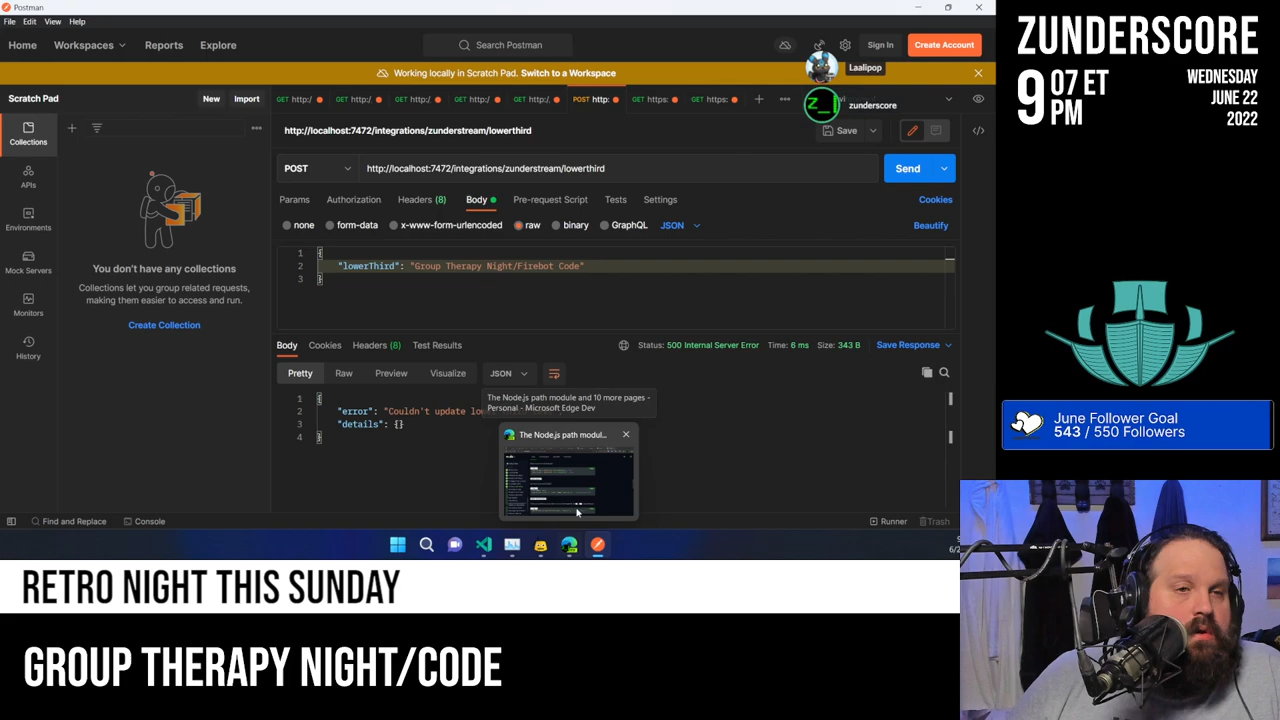 Postman
File Edit View Help
Home Workspaces Reports Explore
Search Postman
Sign In
Create Account
Laalipop
Working locally in Scratch Pad. Switch to a Workspace
Scratch Pad
New Import
GET http:/ GET http:/ GET http:/ GET http:/ GET http:/ POST http: GET https: GET https:
zunderscore
Collections
APIs
Environments
Mock Servers
Monitors
History
You don't have any collections
Collections let you group related requests,
making them easier to access and run.
Create Collection
http://localhost:7472/integrations/zunderstream/lowerthird
Save
POST
http://localhost:7472/integrations/zunderstream/lowerthird
Send
Params Authorization Headers (8) Body Pre-request Script Tests Settings
Cookies
none form-data x-www-form-urlencoded raw binary GraphQL JSON
Beautify
1 {
2 "lowerThird": "Group Therapy Night/Firebot Code"
3 }
Body Cookies Headers (8) Test Results
Status: 500 Internal Server Error Time: 6 ms Size: 343 B Save Response
Pretty Raw Preview Visualize JSON
1 {
2 "error": "Couldn't update lo
3 "details": {}
4 }
The Node.js path module and 10 more pages -
Personal - Microsoft Edge Dev
The Node.js path modul...
Find and Replace Console
Runner Trash
ZUNDERSCORE
9 07 ET
PM
WEDNESDAY
JUNE 22
2022
June Follower Goal
543 / 550 Followers
RETRO NIGHT THIS SUNDAY
GROUP THERAPY NIGHT/CODE